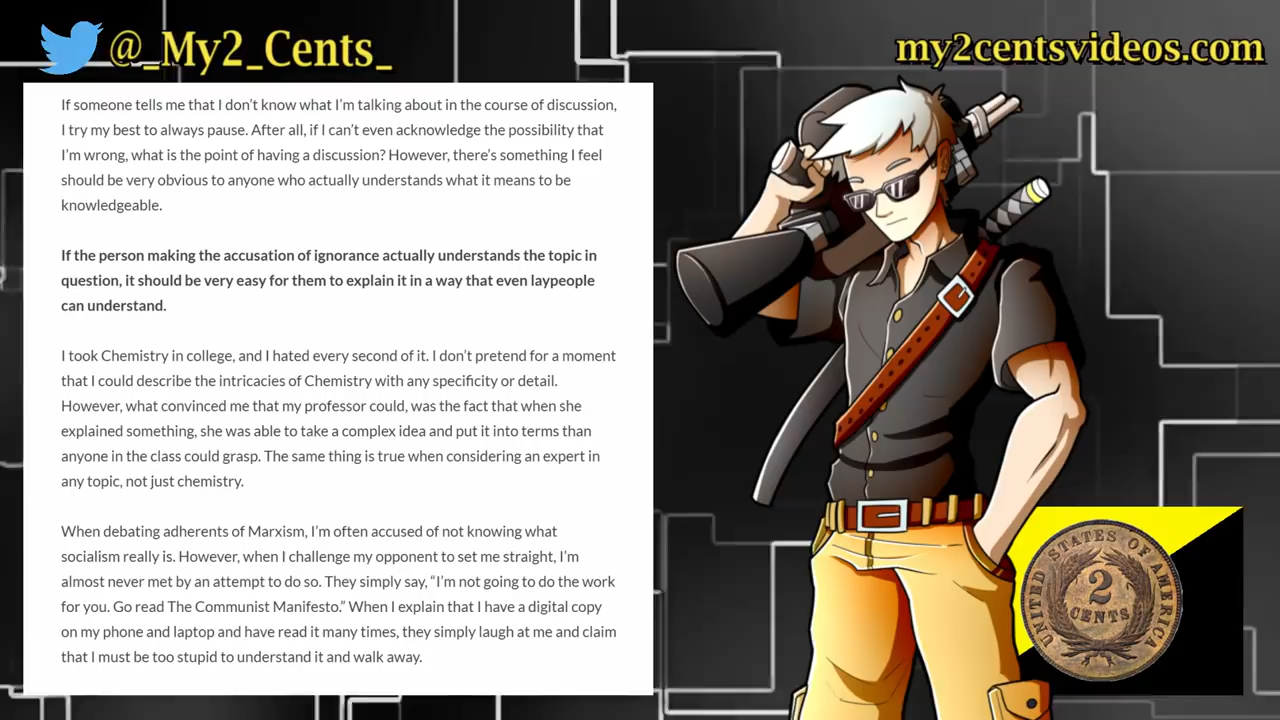 @_My2_Cents_
my2centsvideos.com
If someone tells me that I don’t know what I’m talking about in the course of discussion,
I try my best to always pause. After all, if I can’t even acknowledge the possibility that
I’m wrong, what is the point of having a discussion? However, there’s something I feel
should be very obvious to anyone who actually understands what it means to be
knowledgeable.
If the person making the accusation of ignorance actually understands the topic in
question, it should be very easy for them to explain it in a way that even laypeople
can understand.
I took Chemistry in college, and I hated every second of it. I don’t pretend for a moment
that I could describe the intricacies of Chemistry with any specificity or detail.
However, what convinced me that my professor could, was the fact that when she
explained something, she was able to take a complex idea and put it into terms than
anyone in the class could grasp. The same thing is true when considering an expert in
any topic, not just chemistry.
When debating adherents of Marxism, I’m often accused of not knowing what
socialism really is. However, when I challenge my opponent to set me straight, I’m
almost never met by an attempt to do so. They simply say, “I’m not going to do the work
for you. Go read The Communist Manifesto.” When I explain that I have a digital copy
on my phone and laptop and have read it many times, they simply laugh at me and claim
that I must be too stupid to understand it and walk away.
UNITED STATES OF AMERICA
2
CENTS